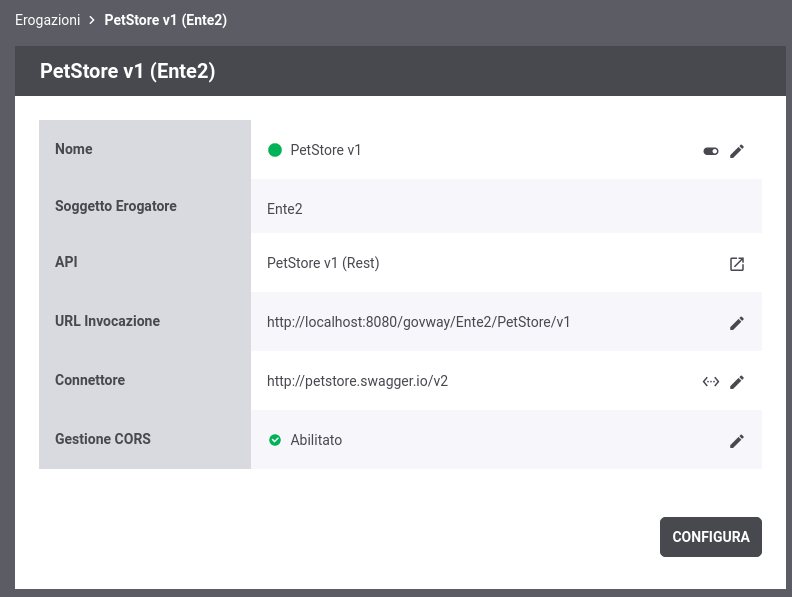 Erogazioni > PetStore v1 (Ente2)
PetStore v1 (Ente2)
Nome PetStore v1
Soggetto Erogatore Ente2
API PetStore v1 (Rest)
URL Invocazione http://localhost:8080/govway/Ente2/PetStore/v1
Connettore http://petstore.swagger.io/v2
Gestione CORS Abilitato
CONFIGURA